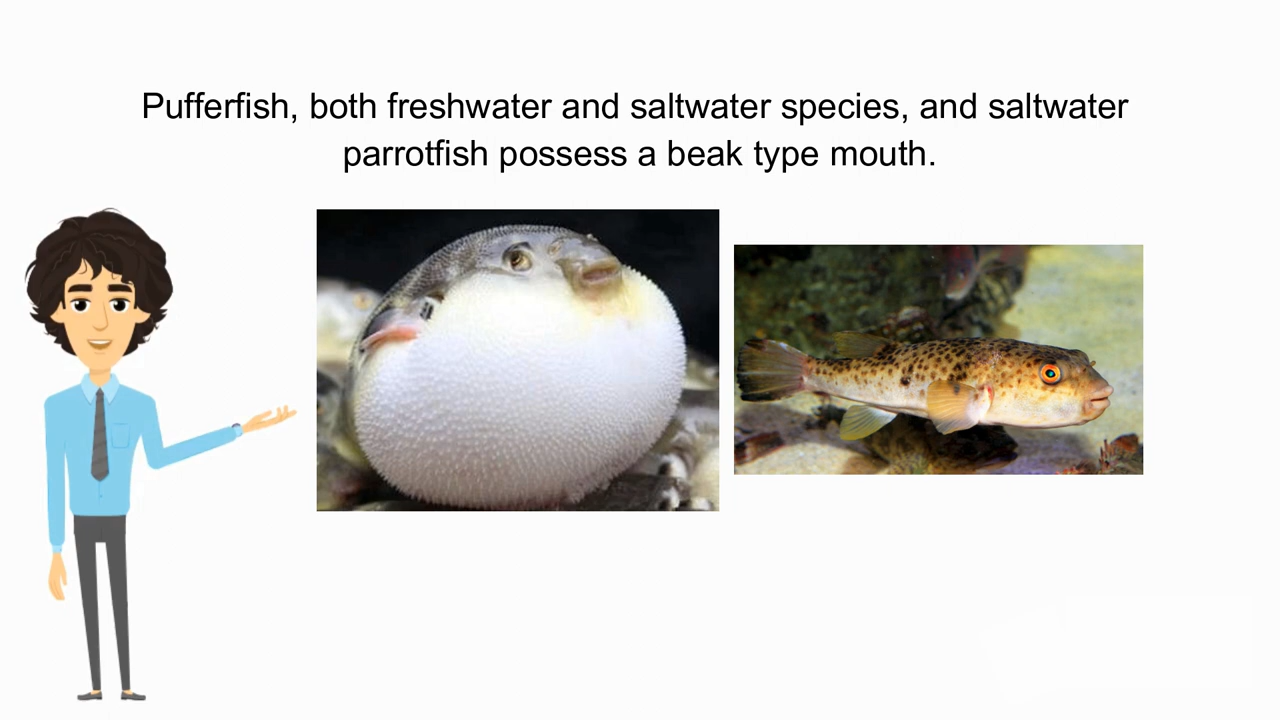 Pufferfish, both freshwater and saltwater species, and saltwater
parrotfish possess a beak type mouth.